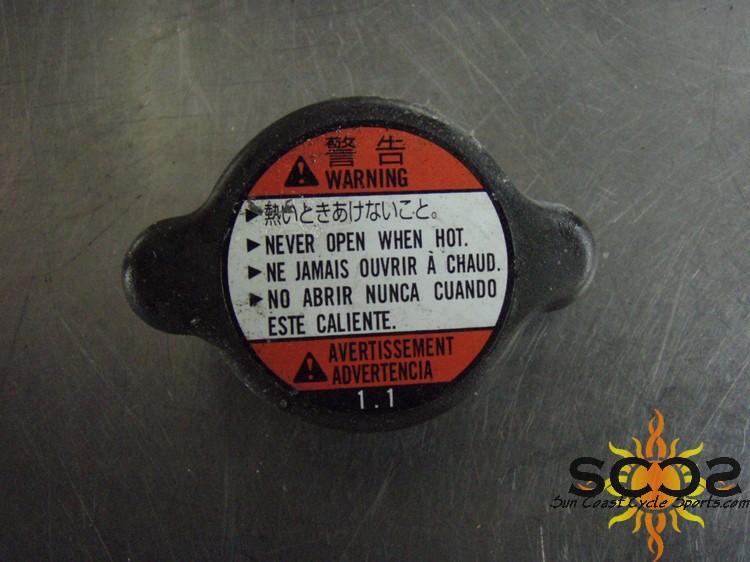 警告
WARNING
▶熱いときあけないこと。
▶NEVER OPEN WHEN HOT.
▶NE JAMAIS OUVRIR À CHAUD.
▶NO ABRIR NUNCA CUANDO
ESTE CALIENTE.
AVERTISSEMENT
ADVERTENCIA
1.1
SCCS
Sun Coast Cycle Sports.com